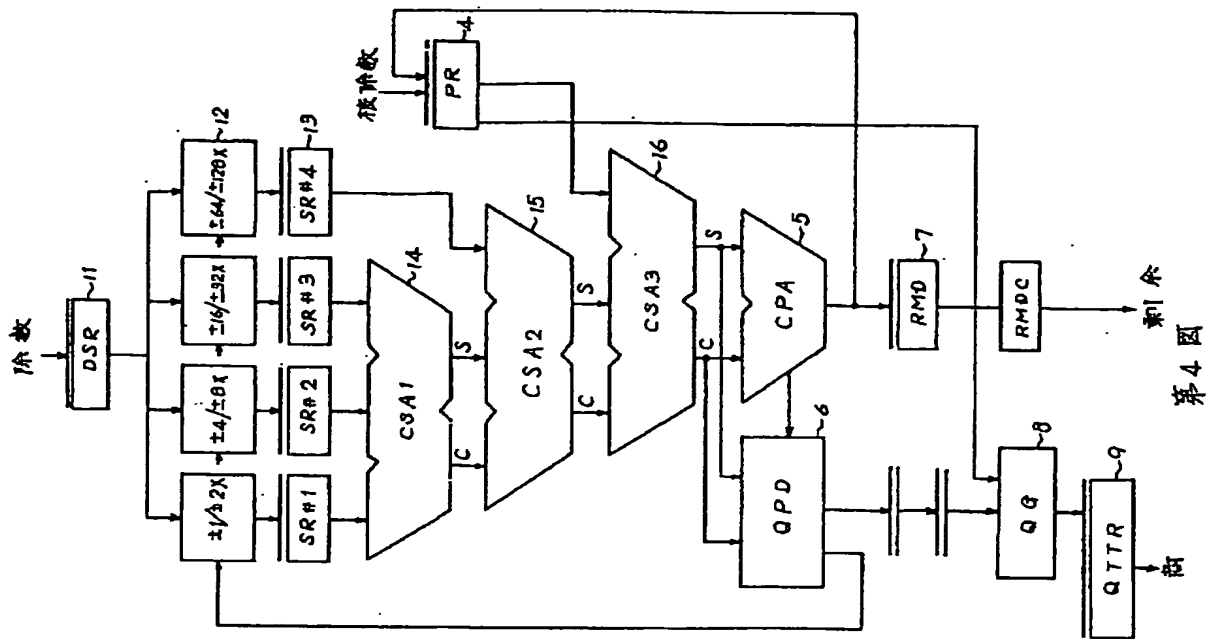 除数
DSR
11
±1/±2X
±4/±8X
±16/±32X
±64/±128X
12
SR#1
SR#2
SR#3
SR#4
13
CSA1
14
C
S
CSA2
15
C
S
被除数
PR
4
CSA3
16
C
S
CPA
5
QPD
6
RMD
7
RMDC
剰余
QG
8
QTTR
9
商
第4図